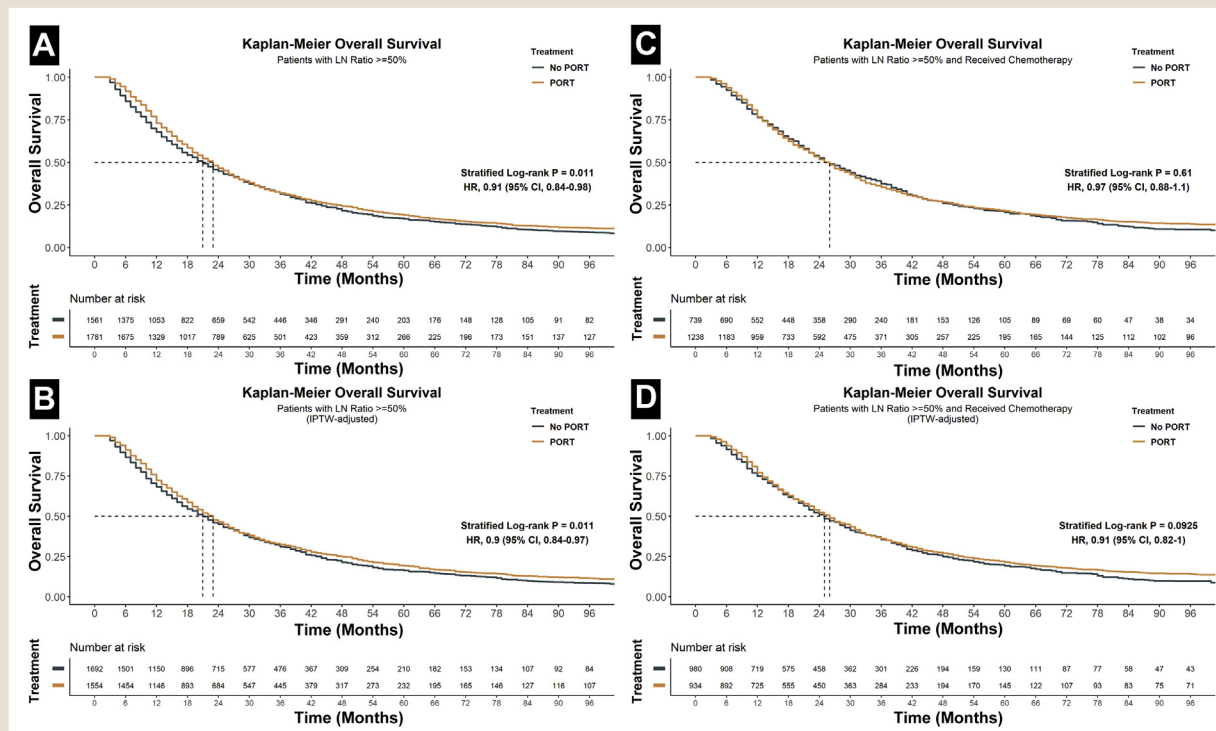 A
Kaplan-Meier Overall Survival
Patients with LN Ratio >=50%
Treatment
No PORT
PORT
Overall Survival
1.00
0.75
0.50
0.25
0.00
Stratified Log-rank P = 0.011
HR, 0.91 (95% CI, 0.84-0.98)
0 6 12 18 24 30 36 42 48 54 60 66 72 78 84 90 96
Time (Months)
Number at risk
Treatment
1561 1375 1053 822 659 542 446 346 291 240 203 176 148 128 105 91 82
1781 1675 1329 1017 789 625 501 423 359 312 266 225 196 173 151 137 127
0 6 12 18 24 30 36 42 48 54 60 66 72 78 84 90 96
Time (Months)
B
Kaplan-Meier Overall Survival
Patients with LN Ratio >=50%
(IPTW-adjusted)
Treatment
No PORT
PORT
Overall Survival
1.00
0.75
0.50
0.25
0.00
Stratified Log-rank P = 0.011
HR, 0.9 (95% CI, 0.84-0.97)
0 6 12 18 24 30 36 42 48 54 60 66 72 78 84 90 96
Time (Months)
Number at risk
Treatment
1692 1501 1150 896 715 577 476 367 309 254 210 182 153 134 107 92 84
1554 1454 1146 893 684 547 445 379 317 273 232 195 165 146 127 116 107
0 6 12 18 24 30 36 42 48 54 60 66 72 78 84 90 96
Time (Months)
C
Kaplan-Meier Overall Survival
Patients with LN Ratio >=50% and Received Chemotherapy
Treatment
No PORT
PORT
Overall Survival
1.00
0.75
0.50
0.25
0.00
Stratified Log-rank P = 0.61
HR, 0.97 (95% CI, 0.88-1.1)
0 6 12 18 24 30 36 42 48 54 60 66 72 78 84 90 96
Time (Months)
Number at risk
Treatment
739 690 552 448 358 290 240 181 153 126 105 89 69 60 47 38 34
1238 1183 959 733 592 475 371 305 257 225 195 165 144 125 112 102 96
0 6 12 18 24 30 36 42 48 54 60 66 72 78 84 90 96
Time (Months)
D
Kaplan-Meier Overall Survival
Patients with LN Ratio >=50% and Received Chemotherapy
(IPTW-adjusted)
Treatment
No PORT
PORT
Overall Survival
1.00
0.75
0.50
0.25
0.00
Stratified Log-rank P = 0.0925
HR, 0.91 (95% CI, 0.82-1)
0 6 12 18 24 30 36 42 48 54 60 66 72 78 84 90 96
Time (Months)
Number at risk
Treatment
980 908 719 575 458 362 301 226 194 159 130 111 87 77 58 47 43
934 892 725 555 450 363 284 233 194 170 145 122 107 93 83 75 71
0 6 12 18 24 30 36 42 48 54 60 66 72 78 84 90 96
Time (Months)